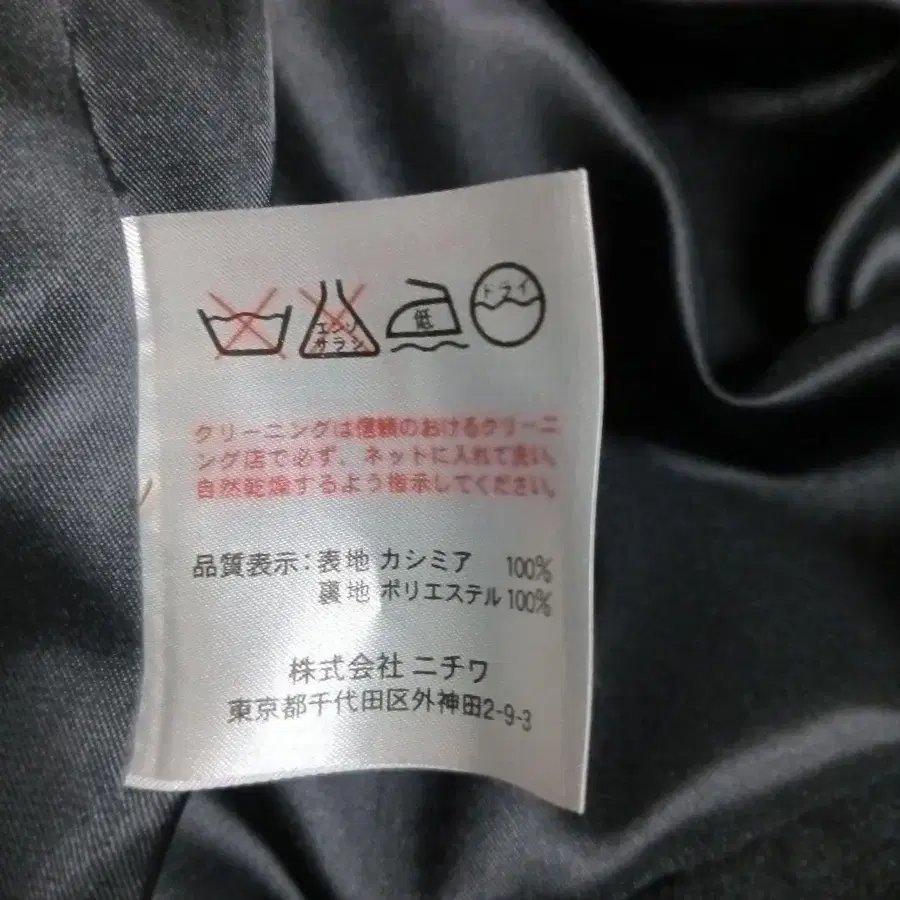 エンソ
サラシ
低
ドライ
クリーニングは信頼のおけるクリーニ
ング店で必ず、ネットに入れて洗い、
自然乾燥するよう指示してください。
品質表示：表地 カシミア 100%
裏地 ポリエステル 100%
株式会社 ニチワ
東京都千代田区外神田2-9-3